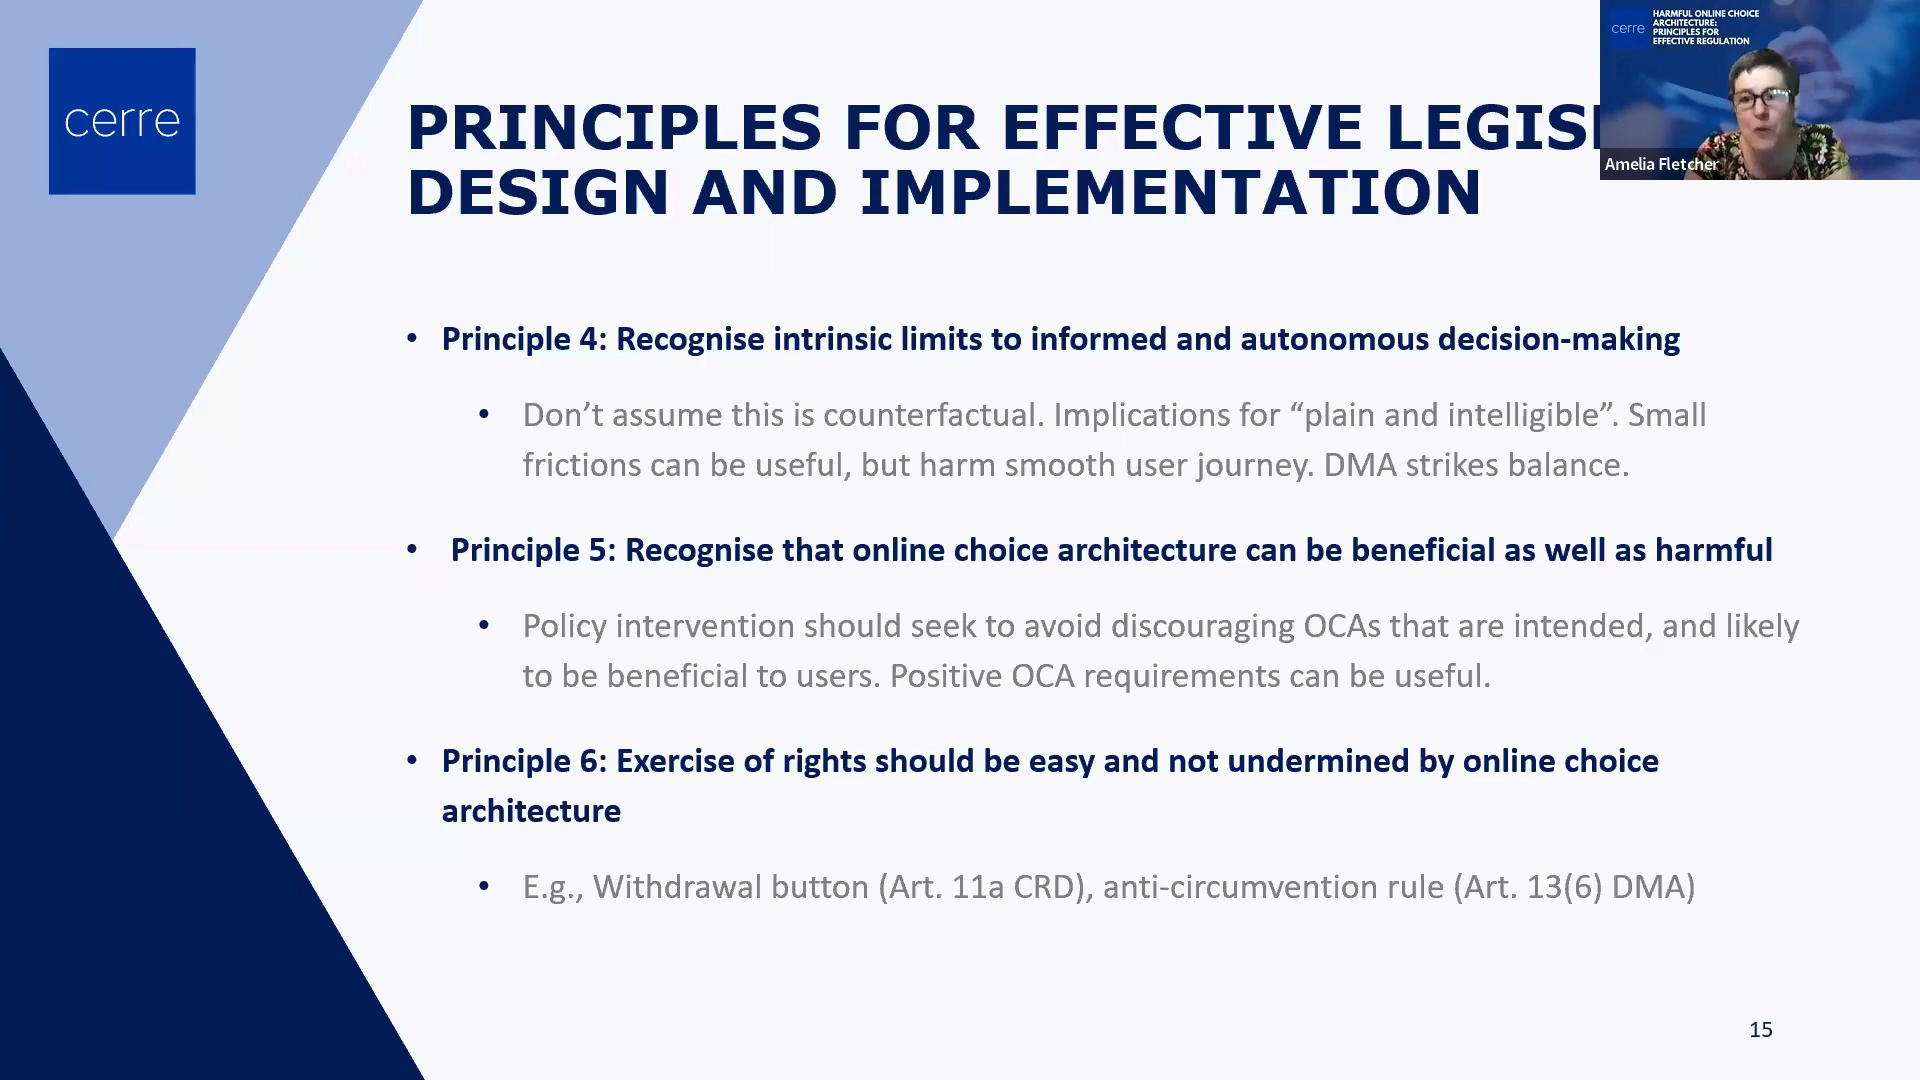 cerre
PRINCIPLES FOR EFFECTIVE LEGIS
DESIGN AND IMPLEMENTATION
cerre
HARMFUL ONLINE CHOICE
ARCHITECTURE:
PRINCIPLES FOR
EFFECTIVE REGULATION
Amelia Fletcher
• Principle 4: Recognise intrinsic limits to informed and autonomous decision-making
• Don’t assume this is counterfactual. Implications for “plain and intelligible”. Small
frictions can be useful, but harm smooth user journey. DMA strikes balance.
• Principle 5: Recognise that online choice architecture can be beneficial as well as harmful
• Policy intervention should seek to avoid discouraging OCAs that are intended, and likely
to be beneficial to users. Positive OCA requirements can be useful.
• Principle 6: Exercise of rights should be easy and not undermined by online choice
architecture
• E.g., Withdrawal button (Art. 11a CRD), anti-circumvention rule (Art. 13(6) DMA)
15